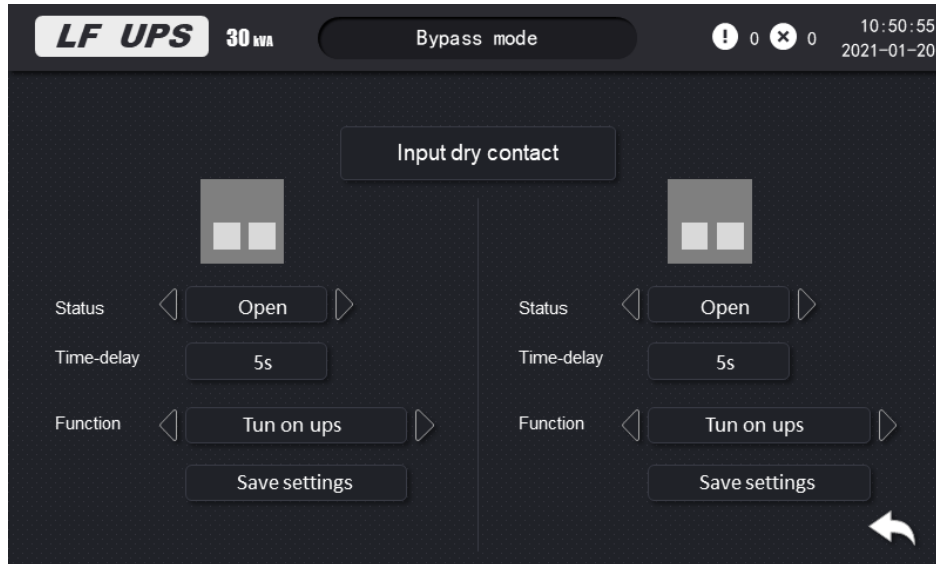 LF UPS 30 kVA Bypass mode ! 0 × 0 10:50:55
2021-01-20
Input dry contact
Status Open Status Open
Time-delay 5s Time-delay 5s
Function Tun on ups Function Tun on ups
Save settings Save settings